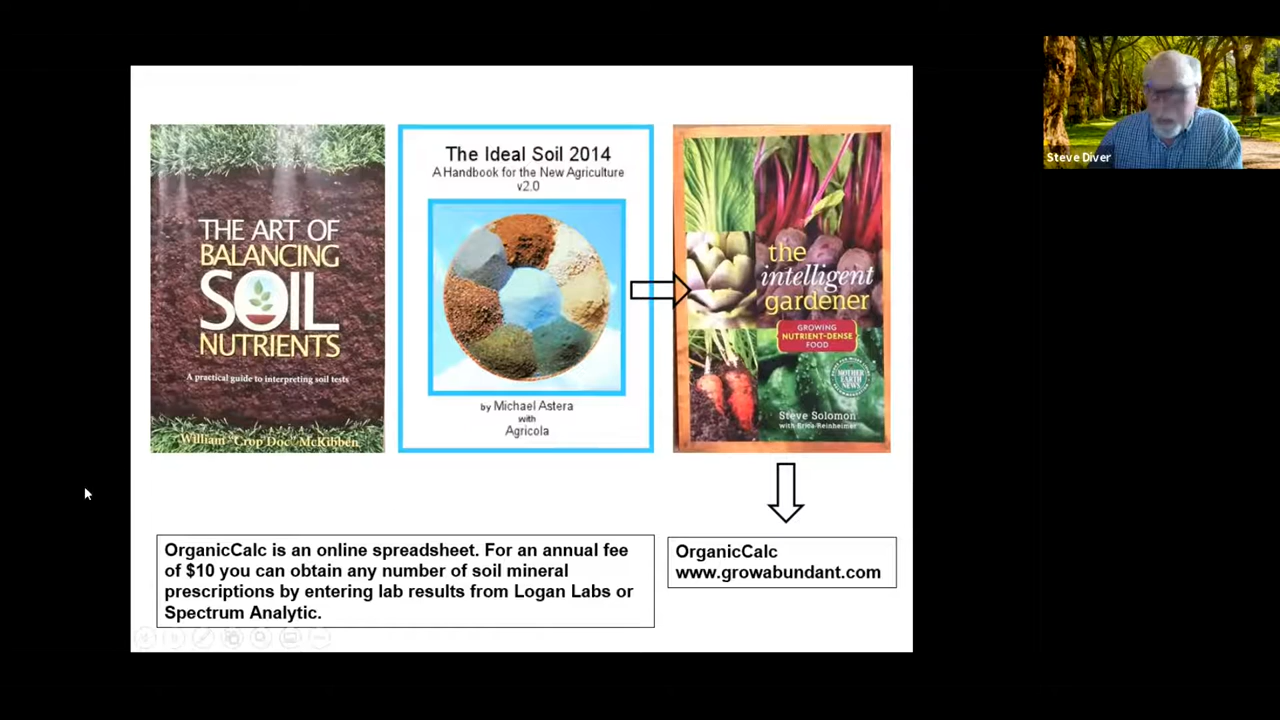 THE ART OF
BALANCING
SOIL
NUTRIENTS
A practical guide to interpreting soil tests
William "Crop Doc" McKibben
The Ideal Soil 2014
A Handbook for the New Agriculture
v2.0
by Michael Astera
with
Agricola
the
intelligent
gardener
GROWING
NUTRIENT-DENSE
FOOD
MOTHER
EARTH
NEWS
Steve Solomon
with Erica Reinheimer
OrganicCalc is an online spreadsheet. For an annual fee
of $10 you can obtain any number of soil mineral
prescriptions by entering lab results from Logan Labs or
Spectrum Analytic.
OrganicCalc
www.growabundant.com
Steve Diver